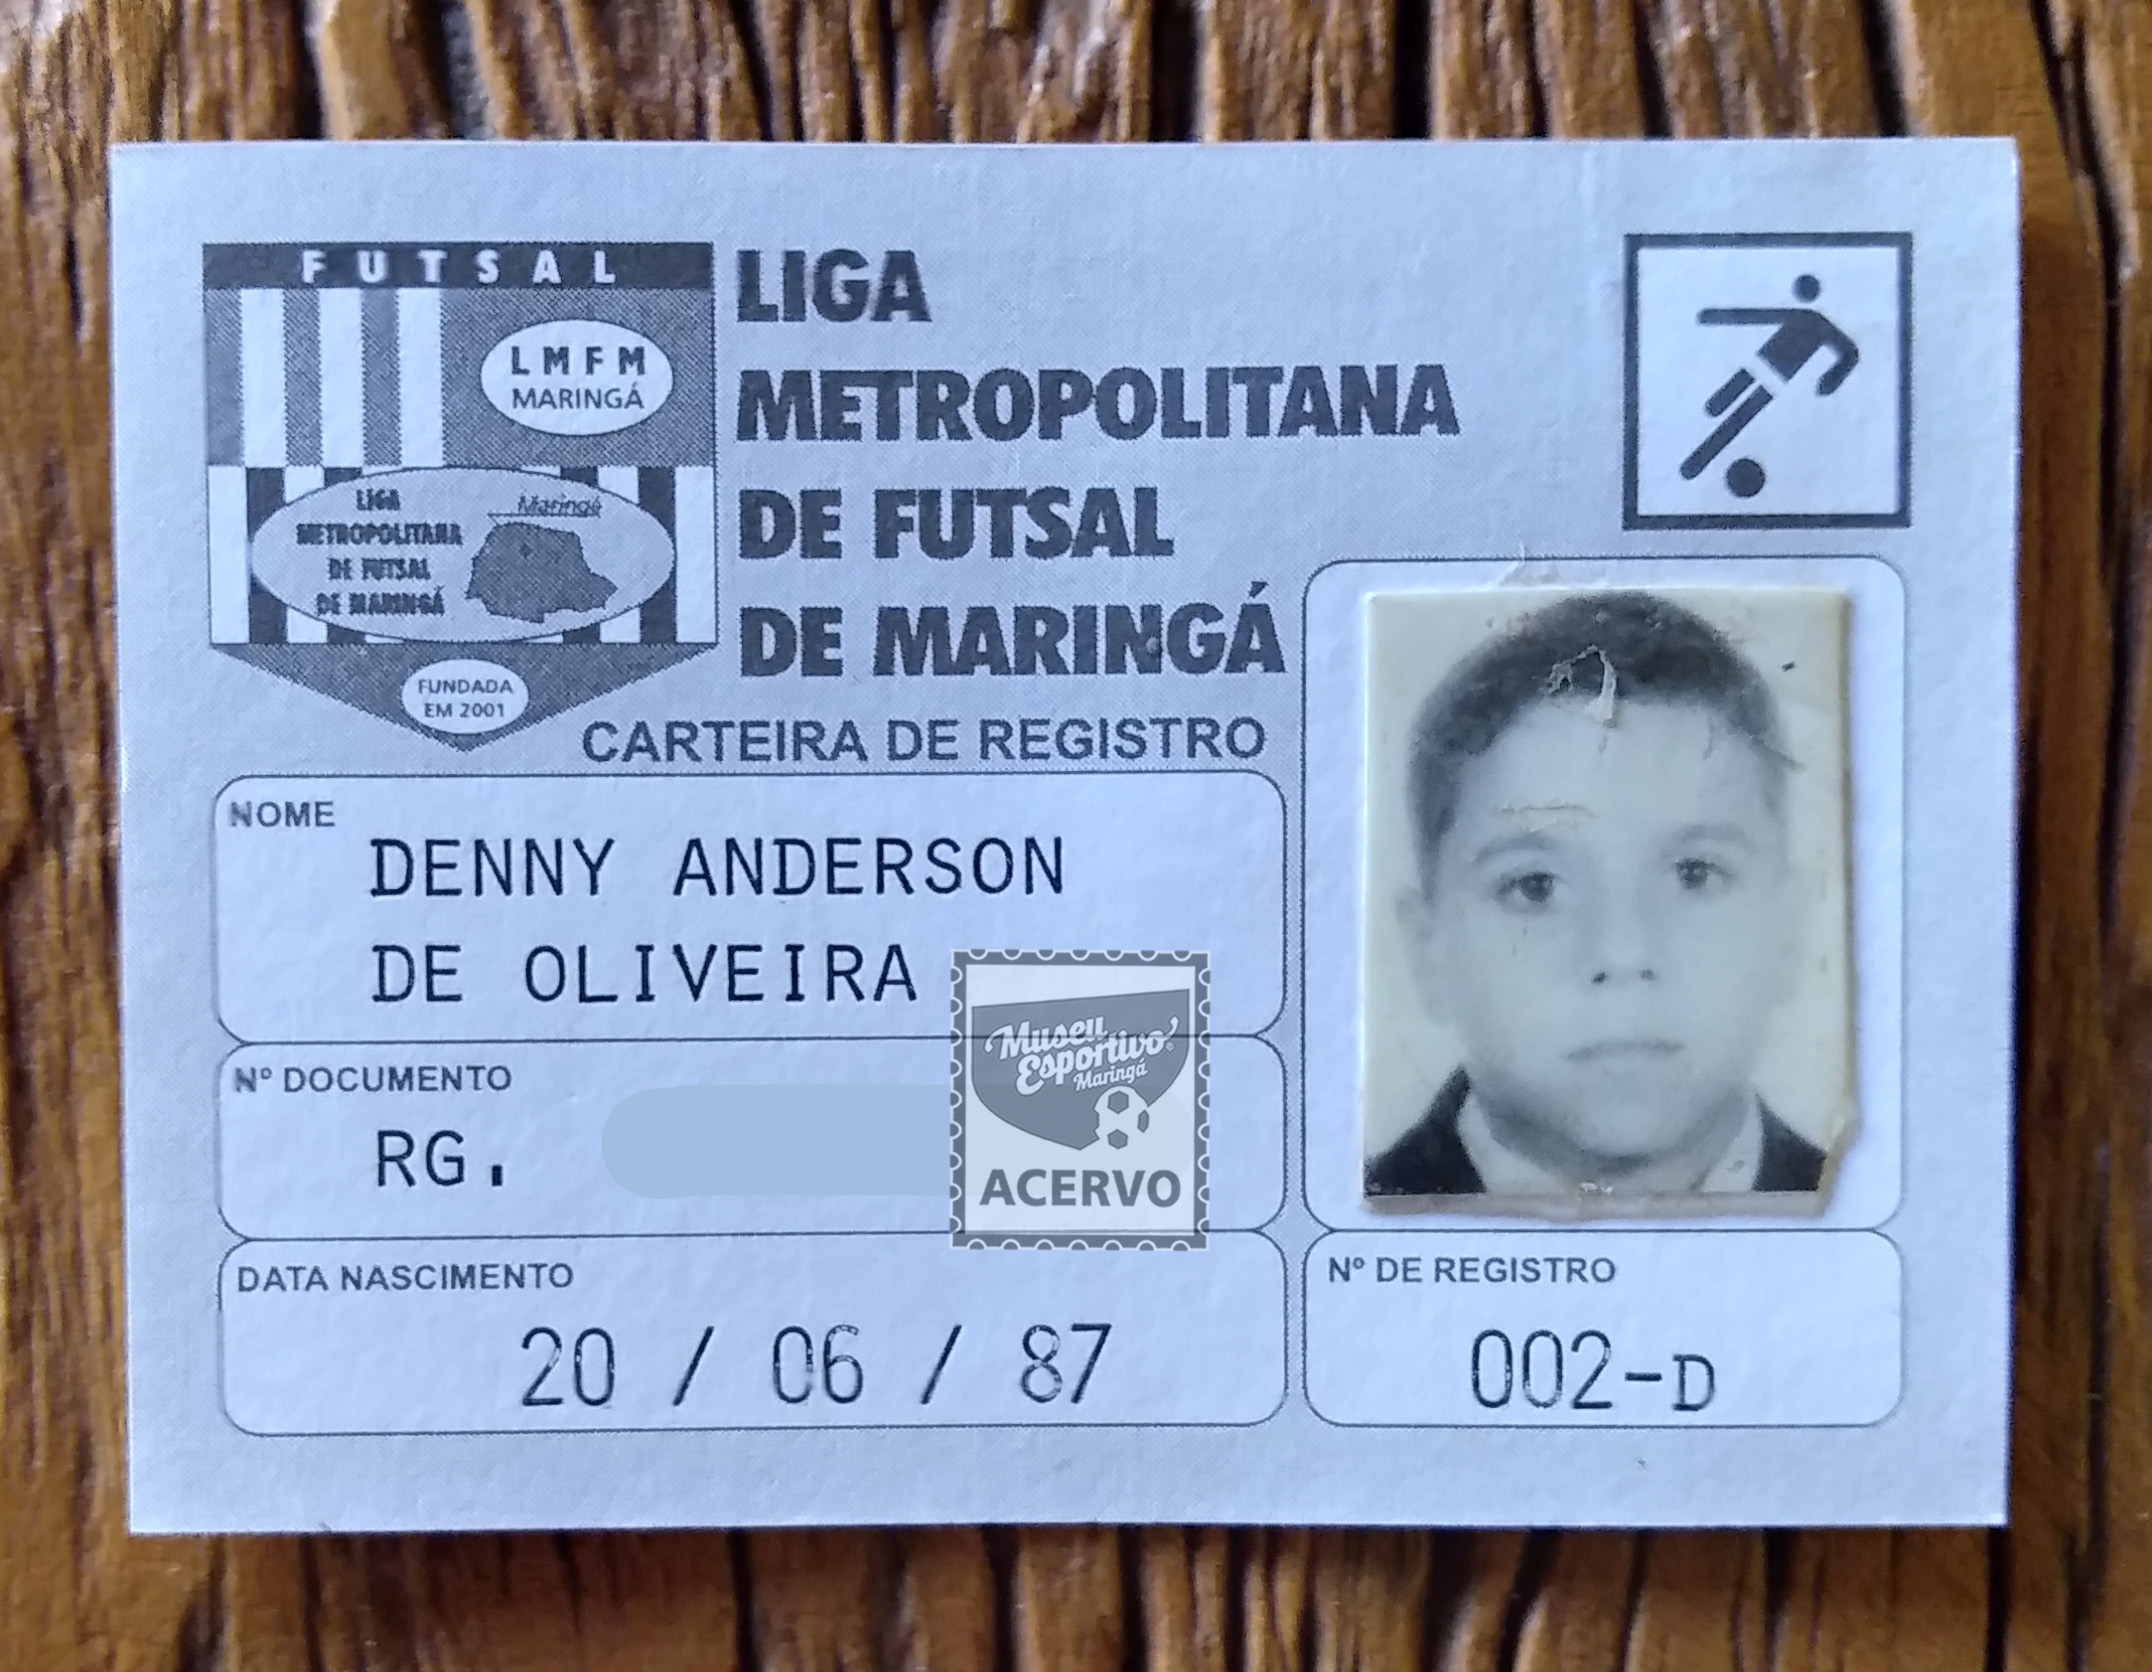 FUTSAL
LMFM
MARINGÁ
LIGA
METROPOLITANA
DE FUTSAL
DE MARINGÁ
Maringá
FUNDADA
EM 2001
LIGA
METROPOLITANA
DE FUTSAL
DE MARINGÁ
CARTEIRA DE REGISTRO
NOME
DENNY ANDERSON
DE OLIVEIRA
Nº DOCUMENTO
RG.
Museu
Esportivo
Maringá
ACERVO
DATA NASCIMENTO
20 / 06 / 87
Nº DE REGISTRO
002-D